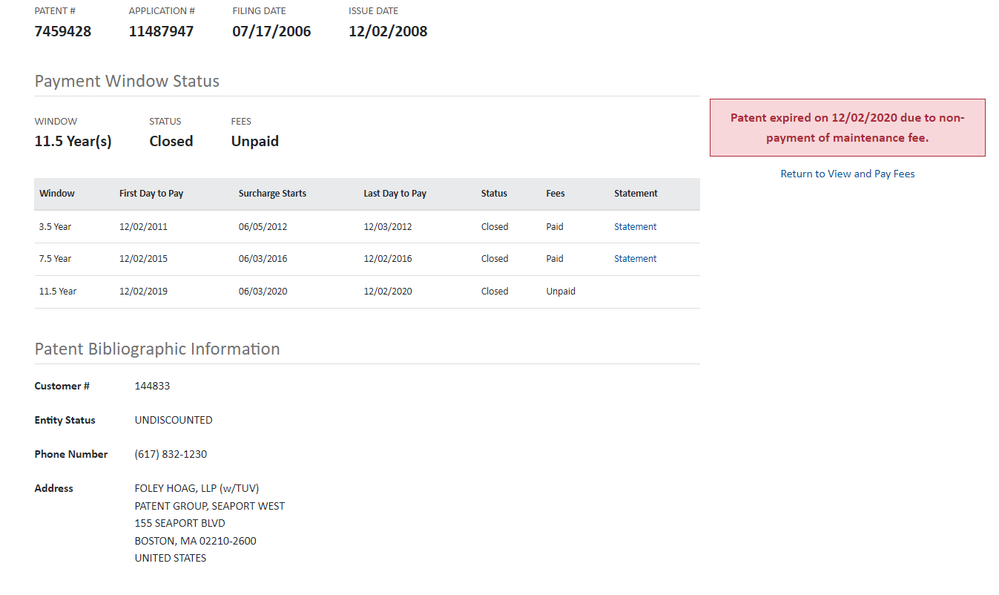 PATENT # APPLICATION # FILING DATE ISSUE DATE
7459428 11487947 07/17/2006 12/02/2008
Payment Window Status
WINDOW STATUS FEES
11.5 Year(s) Closed Unpaid
Patent expired on 12/02/2020 due to non-
payment of maintenance fee.
Return to View and Pay Fees
Window First Day to Pay Surcharge Starts Last Day to Pay Status Fees Statement
3.5 Year 12/02/2011 06/05/2012 12/03/2012 Closed Paid Statement
7.5 Year 12/02/2015 06/03/2016 12/02/2016 Closed Paid Statement
11.5 Year 12/02/2019 06/03/2020 12/02/2020 Closed Unpaid
Patent Bibliographic Information
Customer # 144833
Entity Status UNDISCOUNTED
Phone Number (617) 832-1230
Address FOLEY HOAG, LLP (w/TUV)
PATENT GROUP, SEAPORT WEST
155 SEAPORT BLVD
BOSTON, MA 02210-2600
UNITED STATES